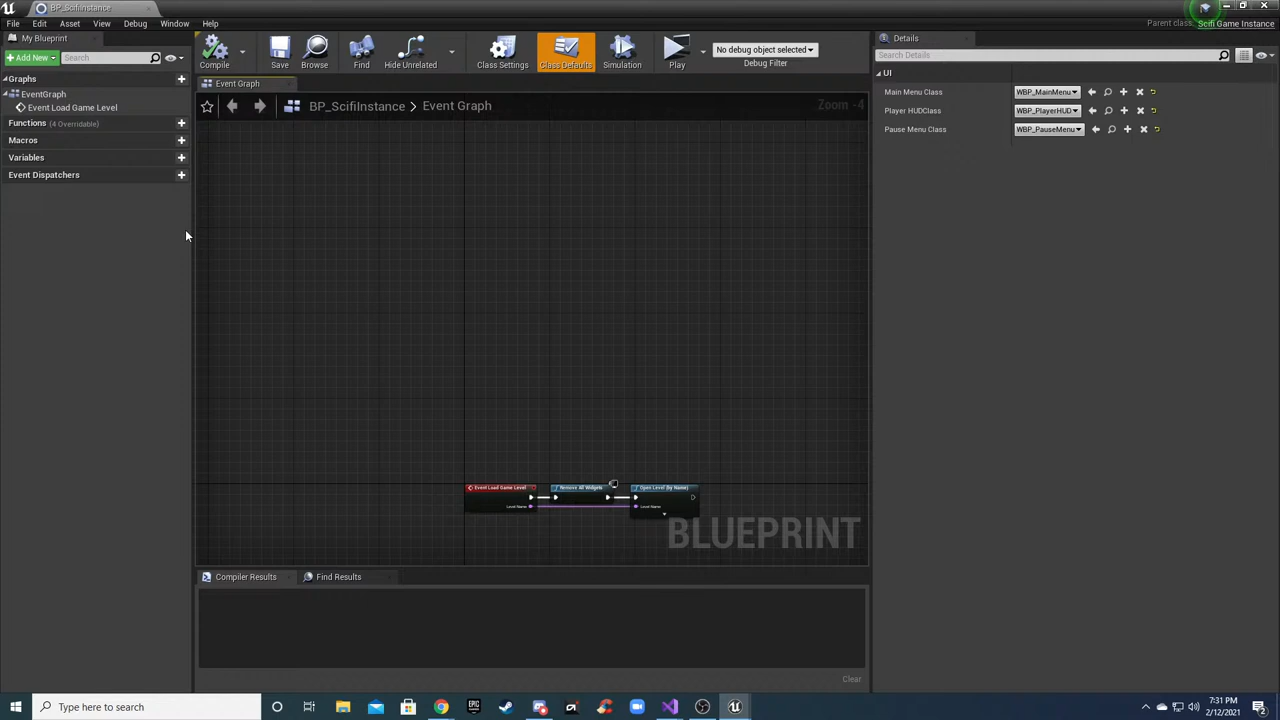 BP_ScifiInstance
File Edit Asset View Debug Window Help
Parent class: Scifi Game Instance
My Blueprint
Add New
Search
Graphs
EventGraph
Event Load Game Level
Functions (4 Overridable)
Macros
Variables
Event Dispatchers
Compile
Save
Browse
Find
Hide Unrelated
Class Settings
Class Defaults
Simulation
Play
No debug object selected
Debug Filter
Event Graph
BP_ScifiInstance > Event Graph
Zoom -4
Event Load Game Level
Level Name
Remove All Widgets
Open Level (by Name)
Level Name
BLUEPRINT
Compiler Results
Find Results
Clear
Details
Search Details
UI
Main Menu Class WBP_MainMenu
Player HUDClass WBP_PlayerHUD
Pause Menu Class WBP_PauseMenu
Type here to search
7:31 PM
2/12/2021
2